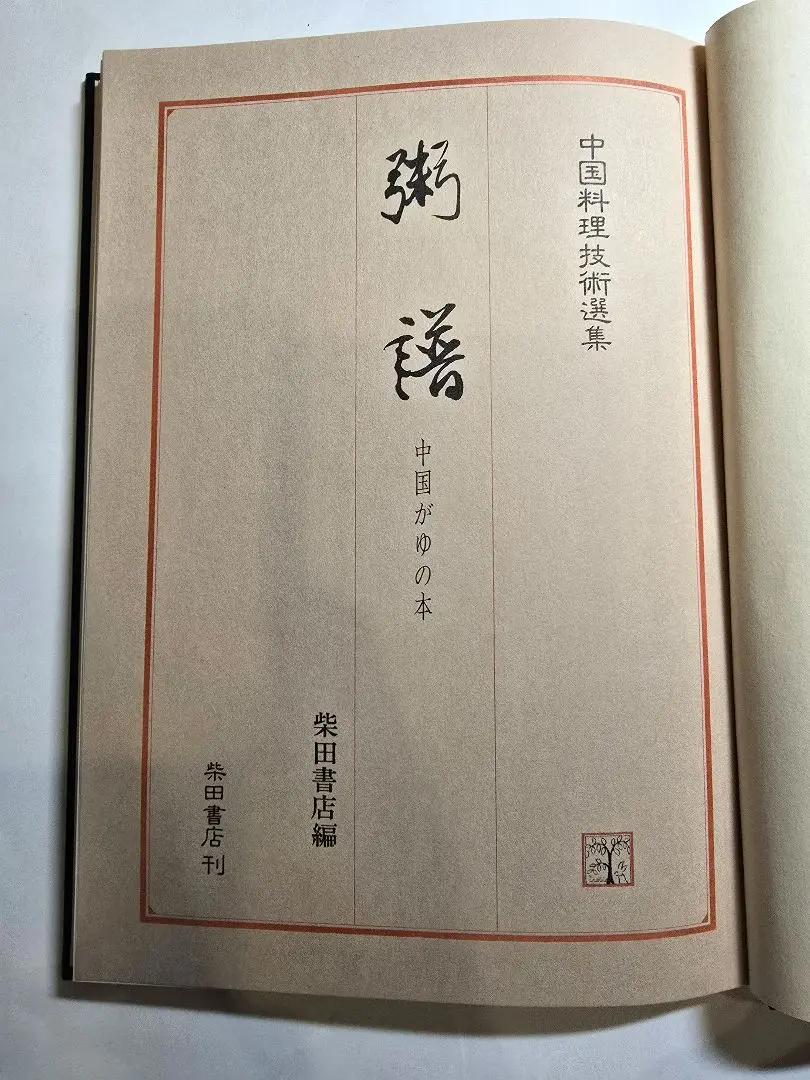 中国料理技術選集
粥譜
中国がゆの本
柴田書店編
柴田書店刊